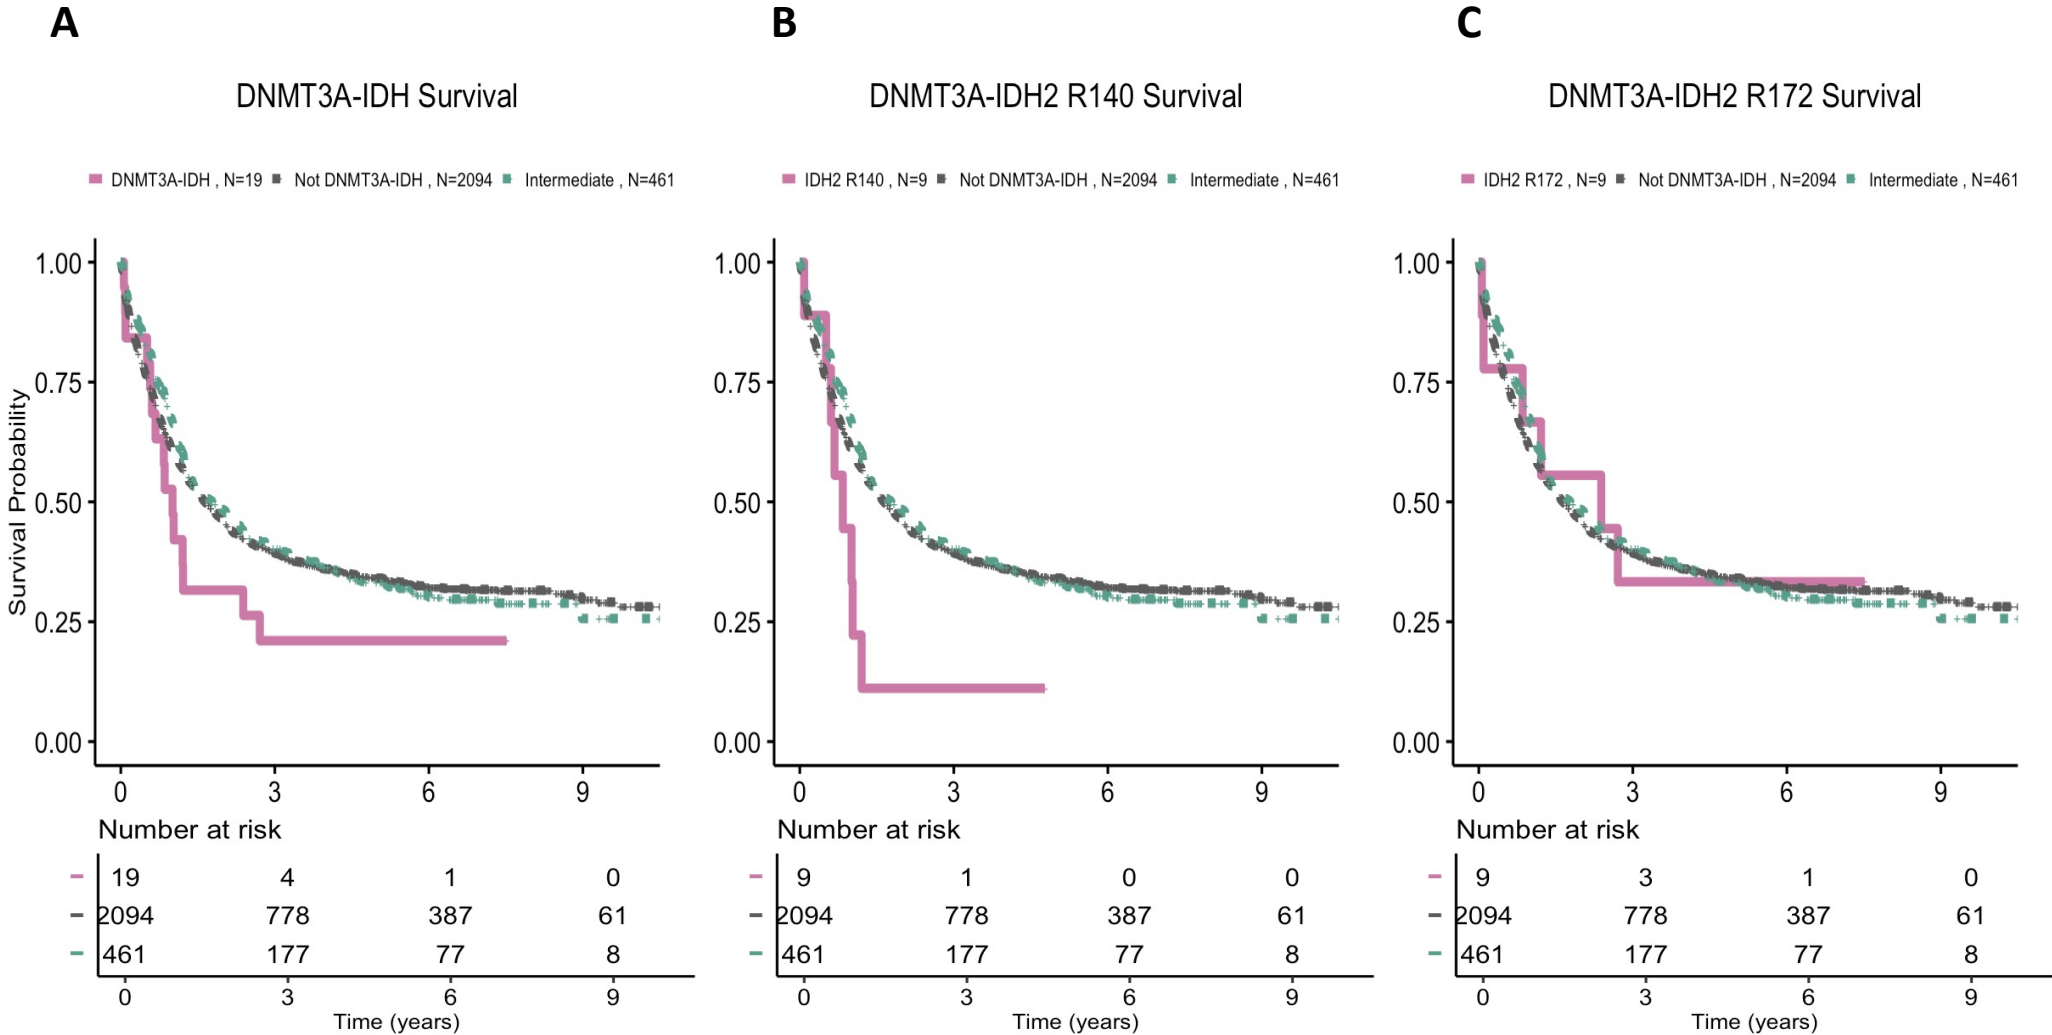 A B C
DNMT3A-IDH Survival DNMT3A-IDH2 R140 Survival DNMT3A-IDH2 R172 Survival
DNMT3A-IDH , N=19 Not DNMT3A-IDH , N=2094 Intermediate , N=461 IDH2 R140 , N=9 Not DNMT3A-IDH , N=2094 Intermediate , N=461 IDH2 R172 , N=9 Not DNMT3A-IDH , N=2094 Intermediate , N=461
Survival Probability
1.00 1.00 1.00
0.75 0.75 0.75
0.50 0.50 0.50
0.25 0.25 0.25
0.00 0.00 0.00
0 3 6 9 0 3 6 9 0 3 6 9
Number at risk Number at risk Number at risk
19 4 1 0 9 1 0 0 9 3 1 0
2094 778 387 61 2094 778 387 61 2094 778 387 61
461 177 77 8 461 177 77 8 461 177 77 8
0 3 6 9 0 3 6 9 0 3 6 9
Time (years) Time (years) Time (years)